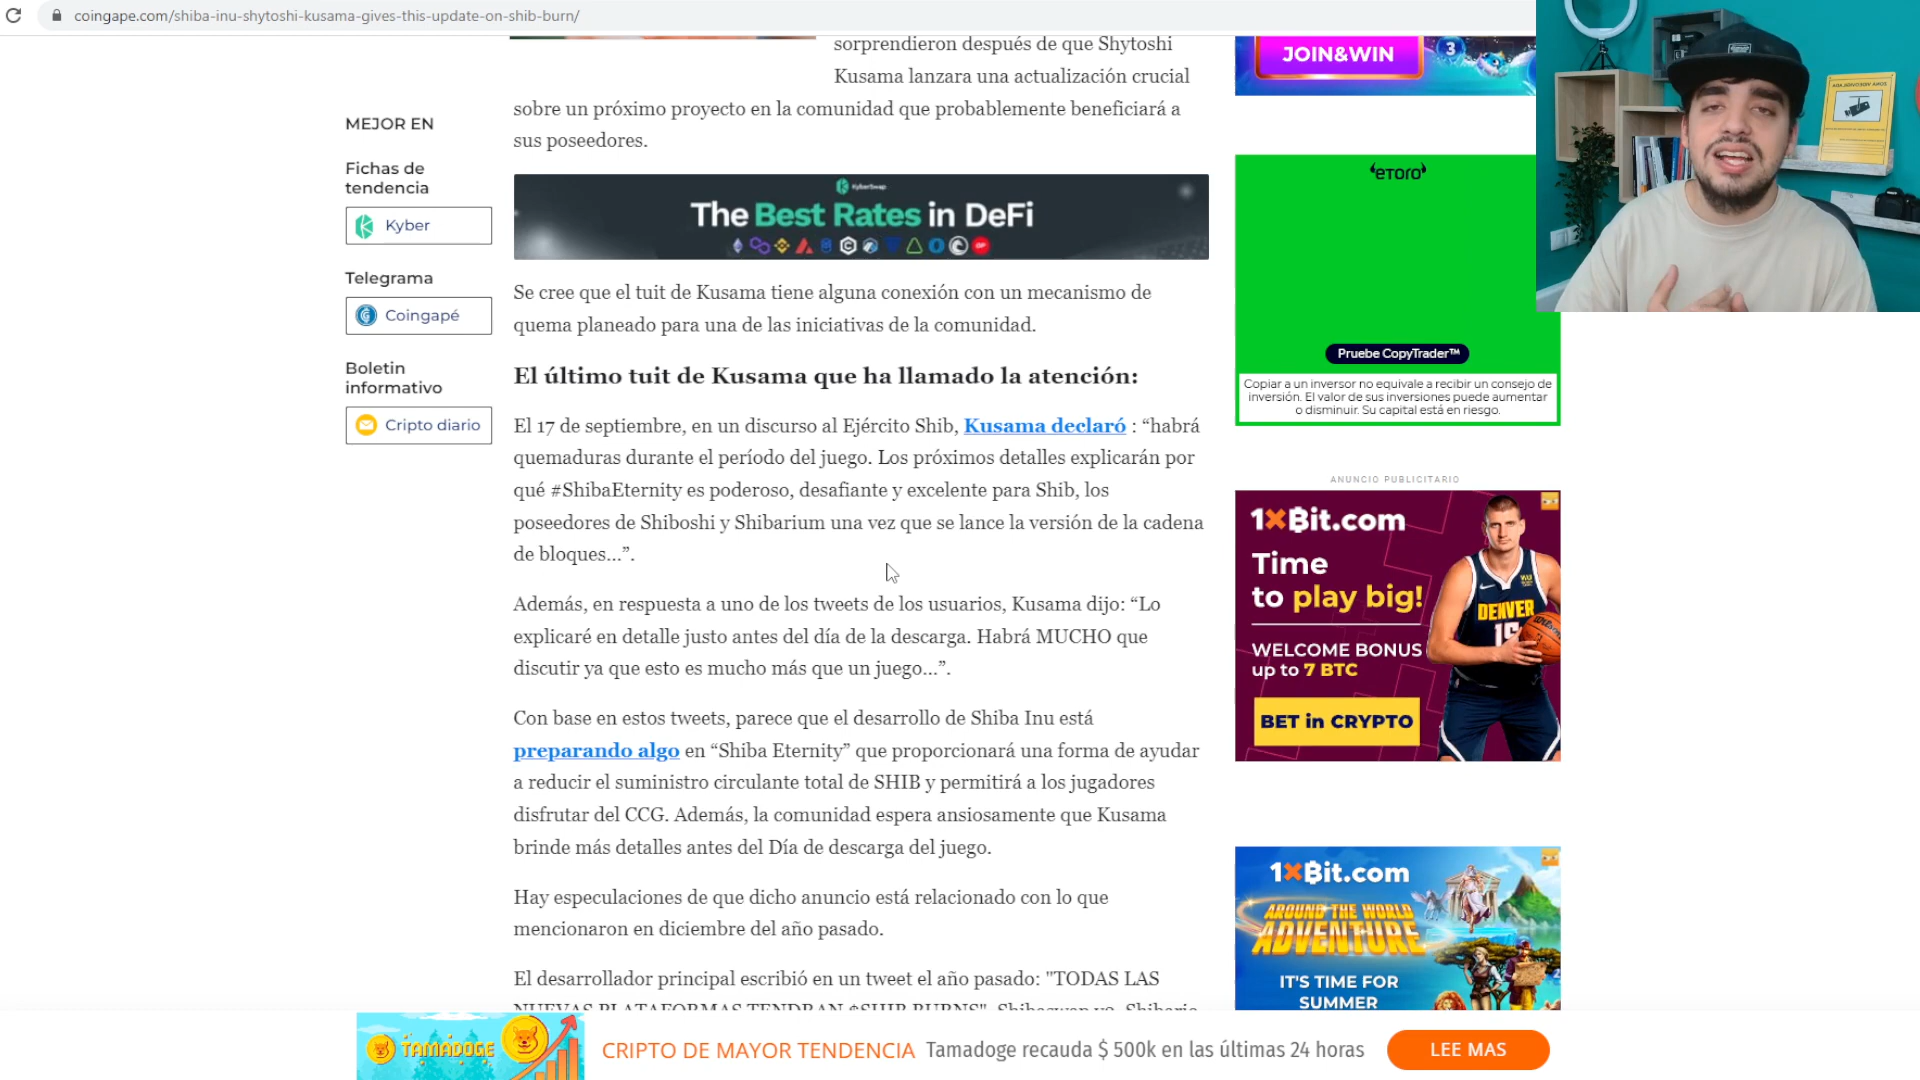 coingape.com/shiba-inu-shytoshi-kusama-gives-this-update-on-shib-burn/
sorprendieron después de que Shytoshi
Kusama lanzara una actualización crucial
sobre un próximo proyecto en la comunidad que probablemente beneficiará a
sus poseedores.
MEJOR EN
Fichas de
tendencia
Kyber
Telegrama
Coingapé
Boletin
informativo
Cripto diario
KyberSwap
The Best Rates in DeFi
Se cree que el tuit de Kusama tiene alguna conexión con un mecanismo de
quema planeado para una de las iniciativas de la comunidad.
El último tuit de Kusama que ha llamado la atención:
El 17 de septiembre, en un discurso al Ejército Shib, Kusama declaró : “habrá
quemaduras durante el período del juego. Los próximos detalles explicarán por
qué #ShibaEternity es poderoso, desafiante y excelente para Shib, los
poseedores de Shiboshi y Shibarium una vez que se lance la versión de la cadena
de bloques...”.
Además, en respuesta a uno de los tweets de los usuarios, Kusama dijo: “Lo
explicaré en detalle justo antes del día de la descarga. Habrá MUCHO que
discutir ya que esto es mucho más que un juego...”.
Con base en estos tweets, parece que el desarrollo de Shiba Inu está
preparando algo en “Shiba Eternity” que proporcionará una forma de ayudar
a reducir el suministro circulante total de SHIB y permitirá a los jugadores
disfrutar del CCG. Además, la comunidad espera ansiosamente que Kusama
brinde más detalles antes del Día de descarga del juego.
Hay especulaciones de que dicho anuncio está relacionado con lo que
mencionaron en diciembre del año pasado.
El desarrollador principal escribió en un tweet el año pasado: "TODAS LAS
NUEVAS PLATAFORMAS TENDRAN $SHIB BURNS"
JOIN&WIN
3
eToro
Pruebe CopyTrader™
Copiar a un inversor no equivale a recibir un consejo de
inversión. El valor de sus inversiones puede aumentar
o disminuir. Su capital está en riesgo.
ANUNCIO PUBLICITARIO
1XBit.com
Time
to play big!
WELCOME BONUS
up to 7 BTC
BET in CRYPTO
DENVER
15
1XBit.com
AROUND THE WORLD
ADVENTURE
IT'S TIME FOR
SUMMER
TAMADOGE
CRIPTO DE MAYOR TENDENCIA
Tamadoge recauda $ 500k en las últimas 24 horas
LEE MAS